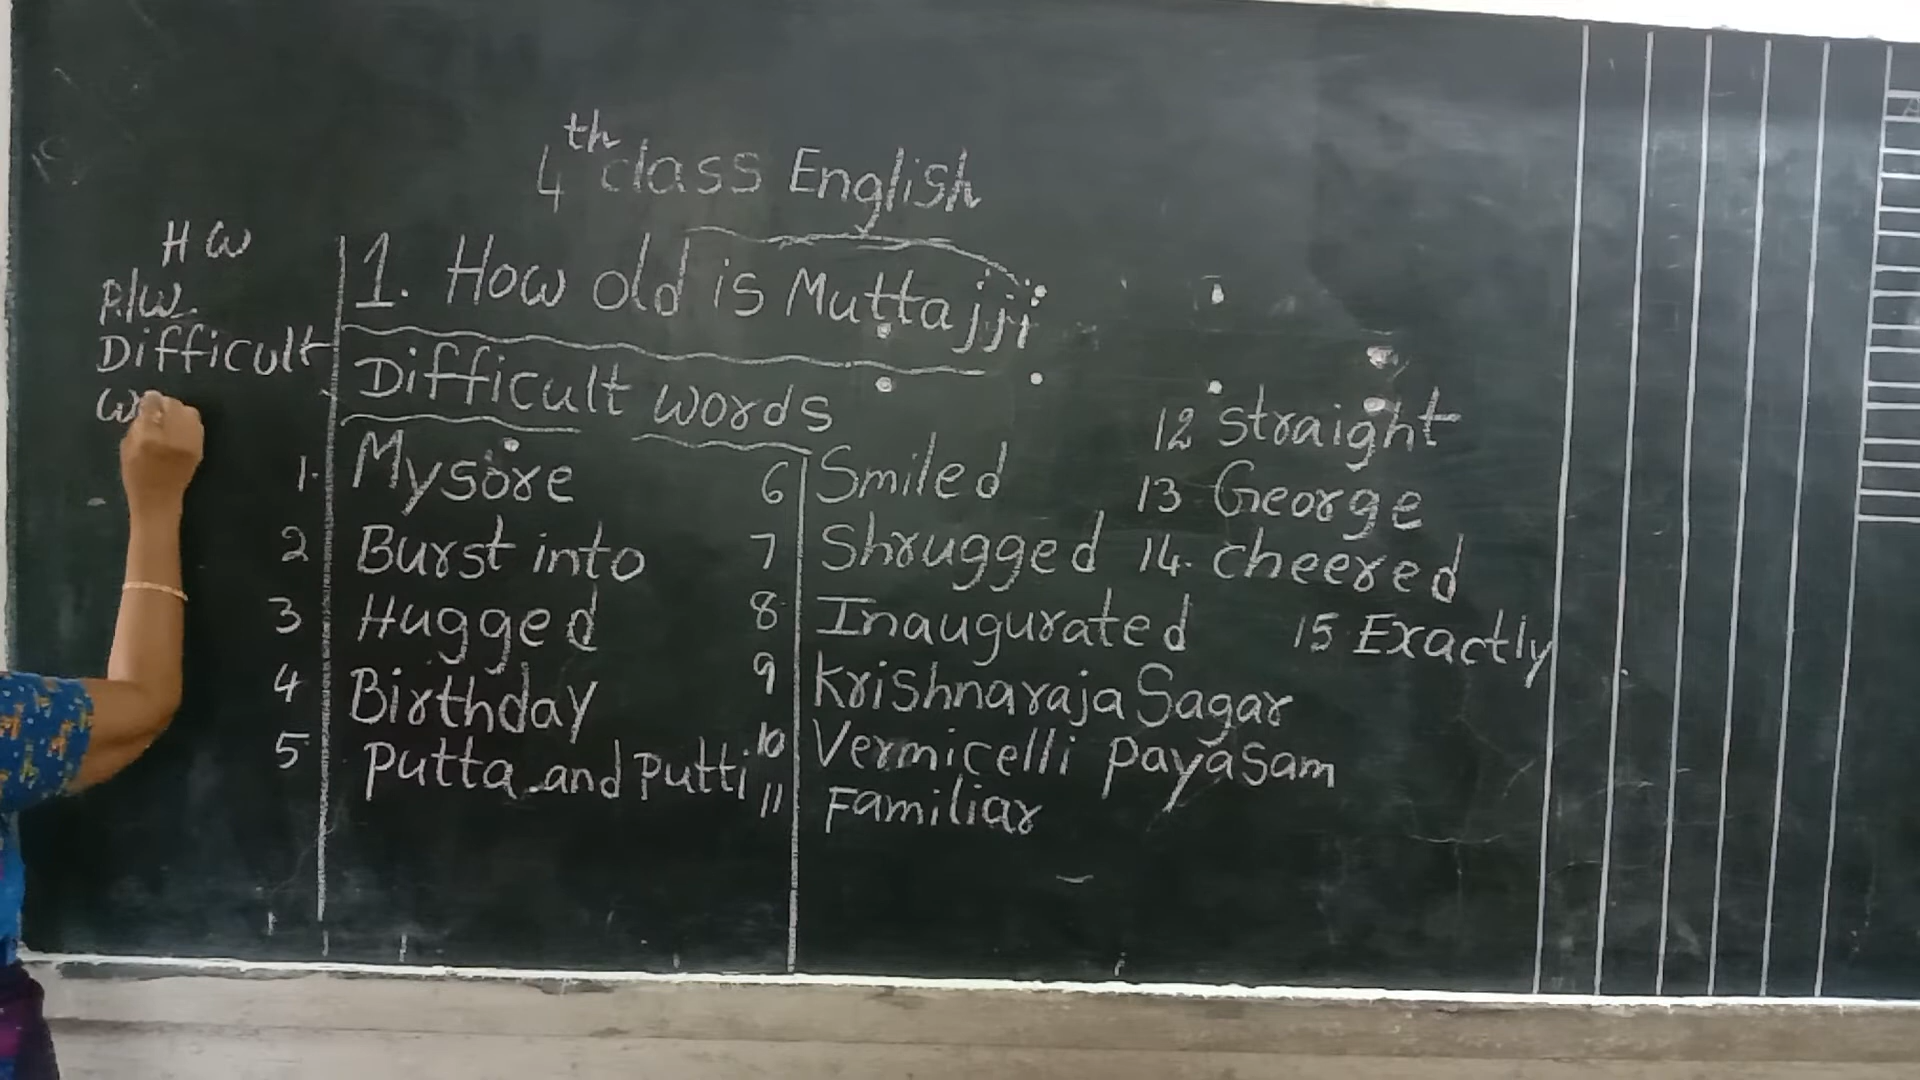 4th class English
HW
R/W.
Difficult
1. How old is Muttajji
Difficult words
1. Mysore
2 Burst into
3 Hugged
4 Birthday
5 Putta and Putti
6 Smiled
7 Shrugged
8 Inaugurated
9 Krishnaraja Sagar
10 Vermicelli Payasam
11 Familiar
12 straight
13 George
14. cheered
15 Exactly